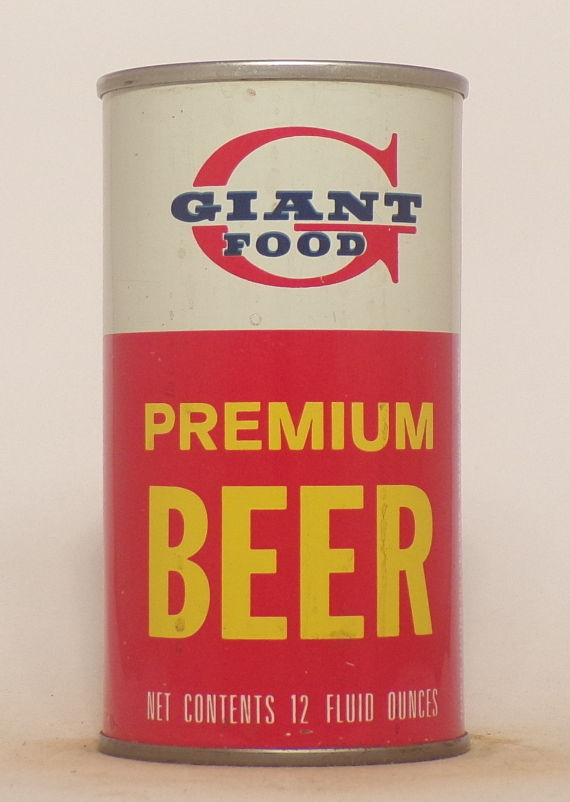 G
GIANT
FOOD
PREMIUM
BEER
NET CONTENTS 12 FLUID OUNCES